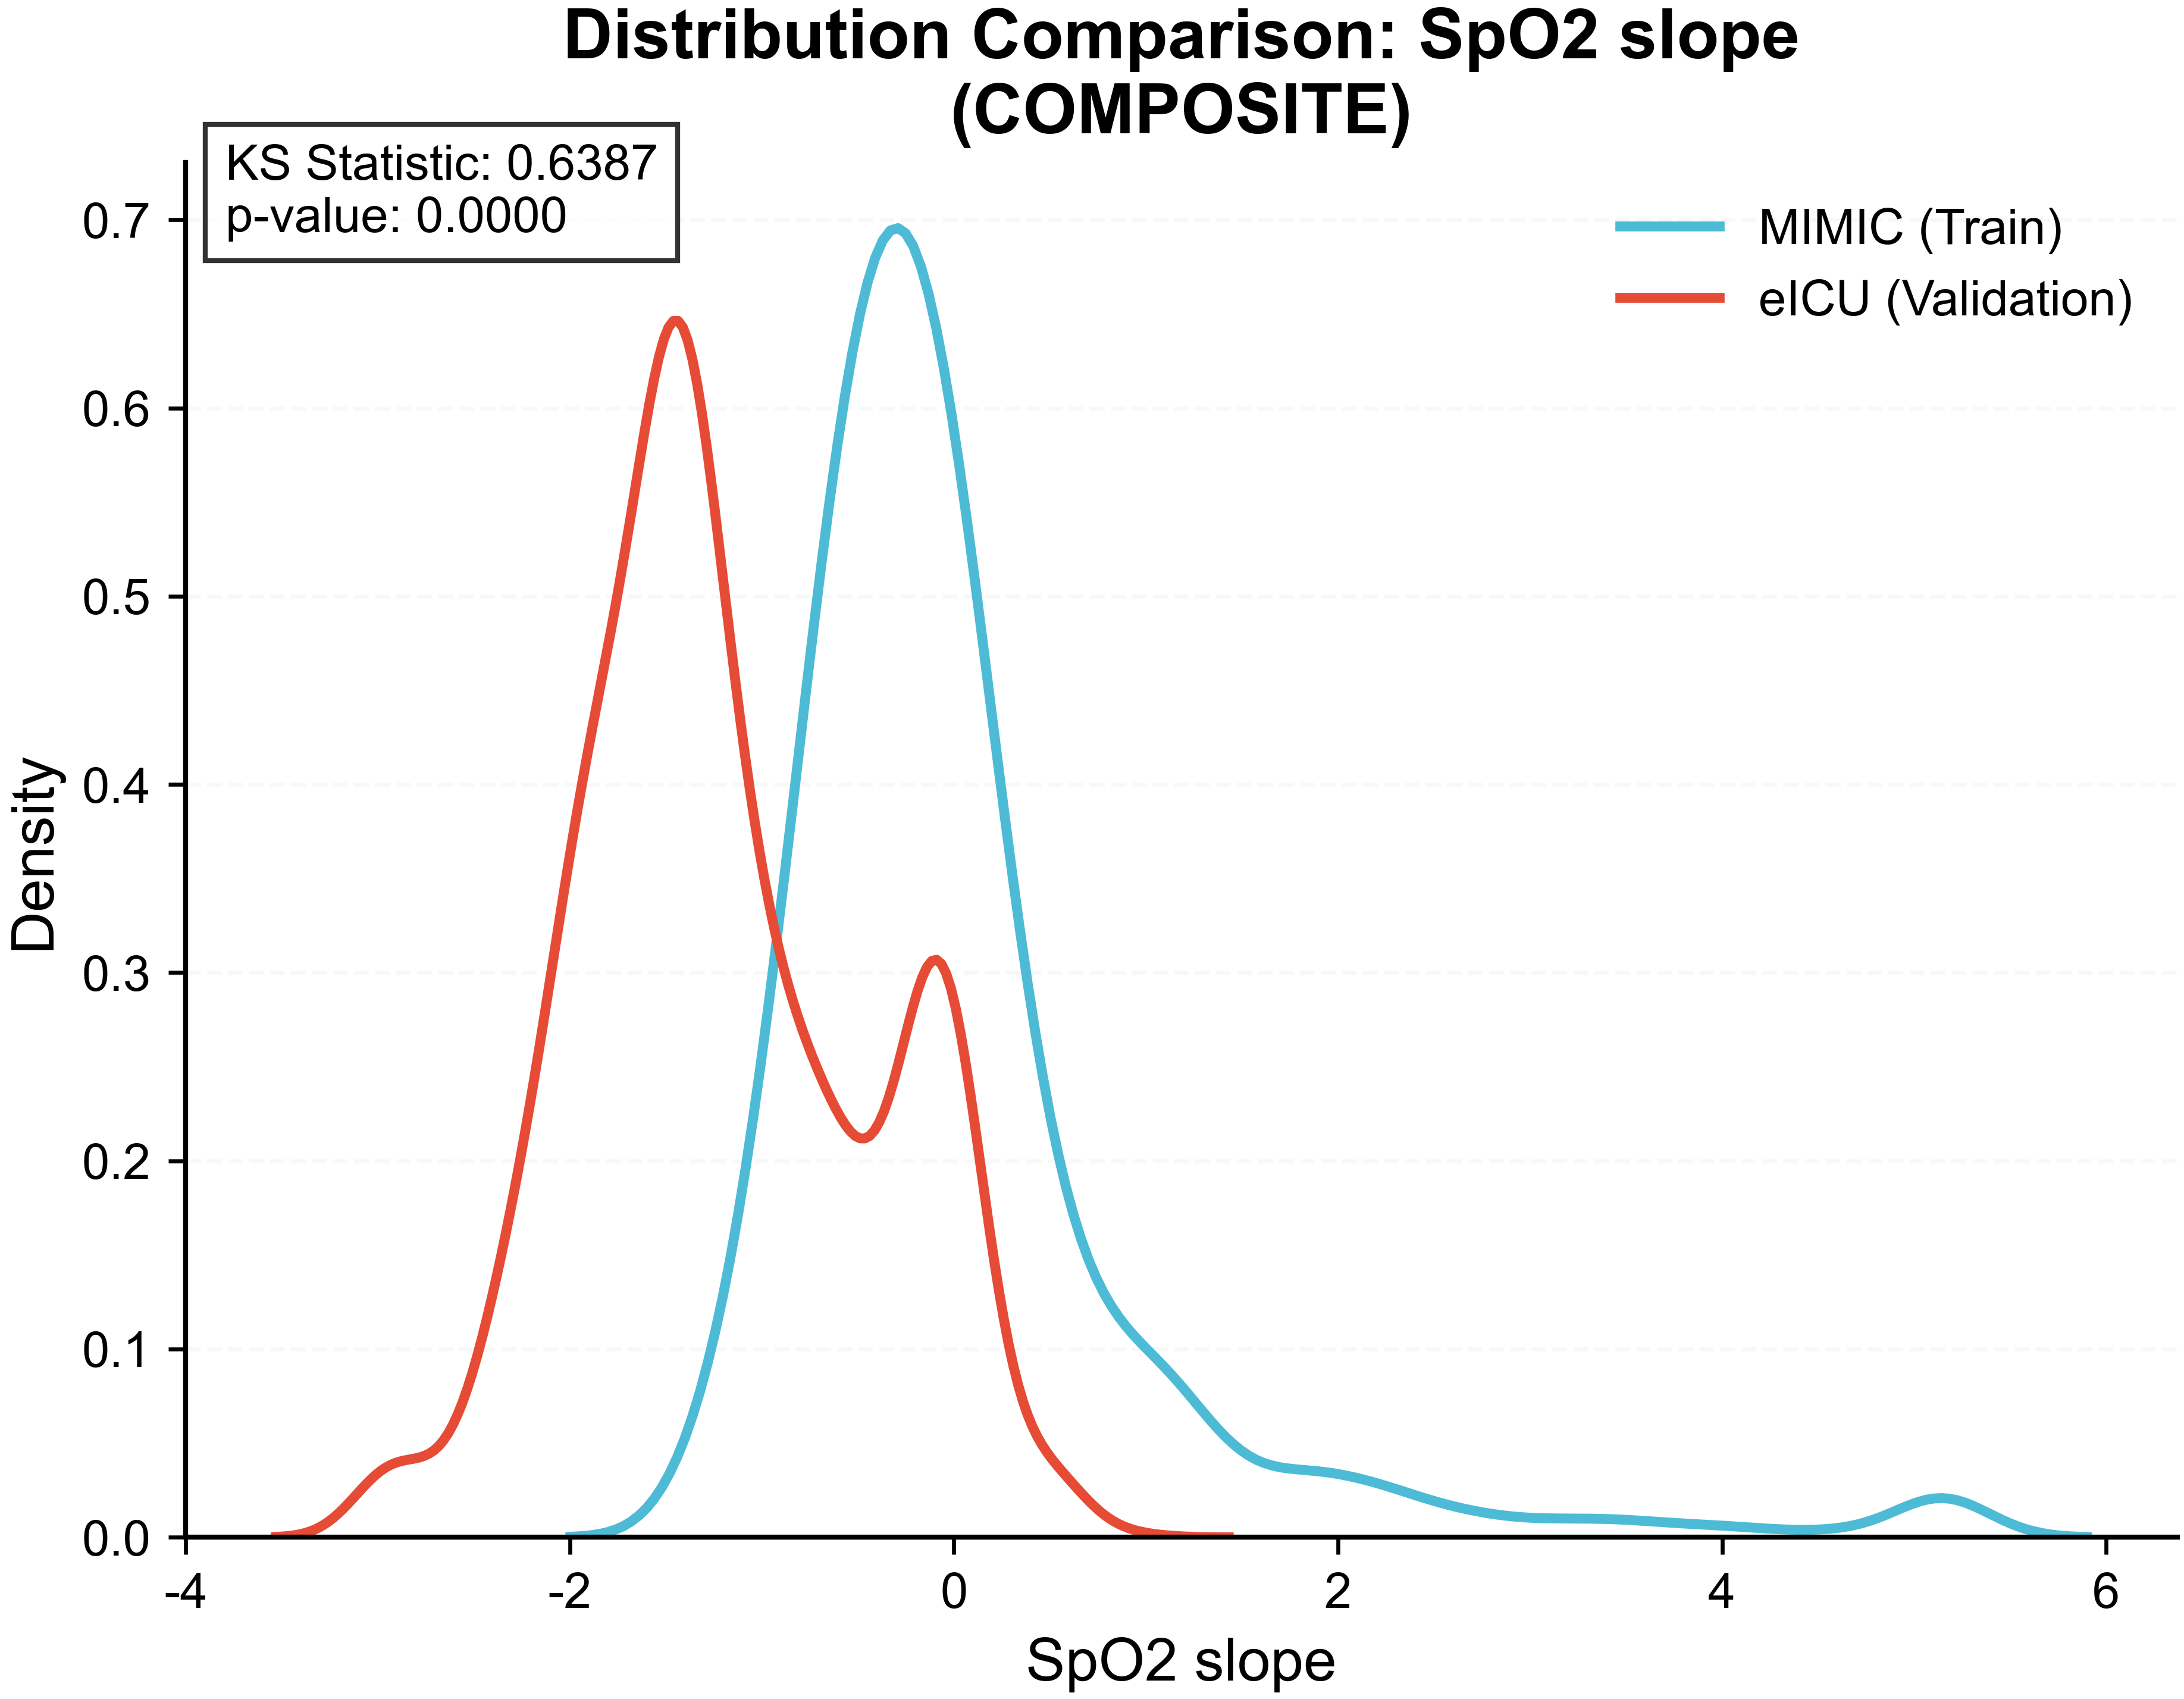 Distribution Comparison: SpO2 slope
(COMPOSITE)
KS Statistic: 0.6387
p-value: 0.0000
MIMIC (Train)
eICU (Validation)
Density
0.7
0.6
0.5
0.4
0.3
0.2
0.1
0.0
-4
-2
0
2
4
6
SpO2 slope